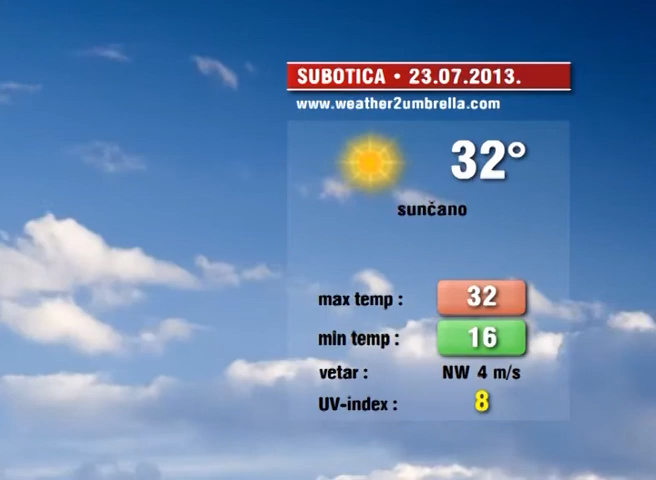 SUBOTICA • 23.07.2013.
www.weather2umbrella.com
32°
sunčano
max temp : 32
min temp : 16
vetar : NW 4 m/s
UV-index : 8